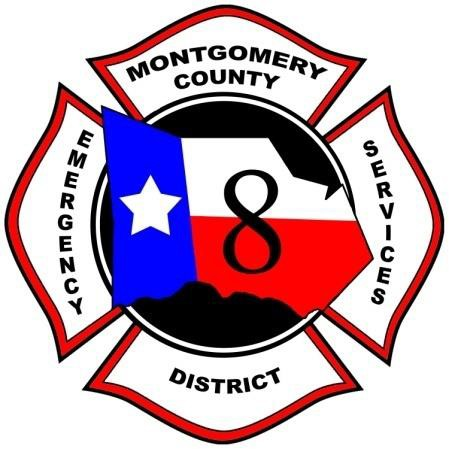 MONTGOMERY
COUNTY
EMERGENCY
SERVICES
8
DISTRICT